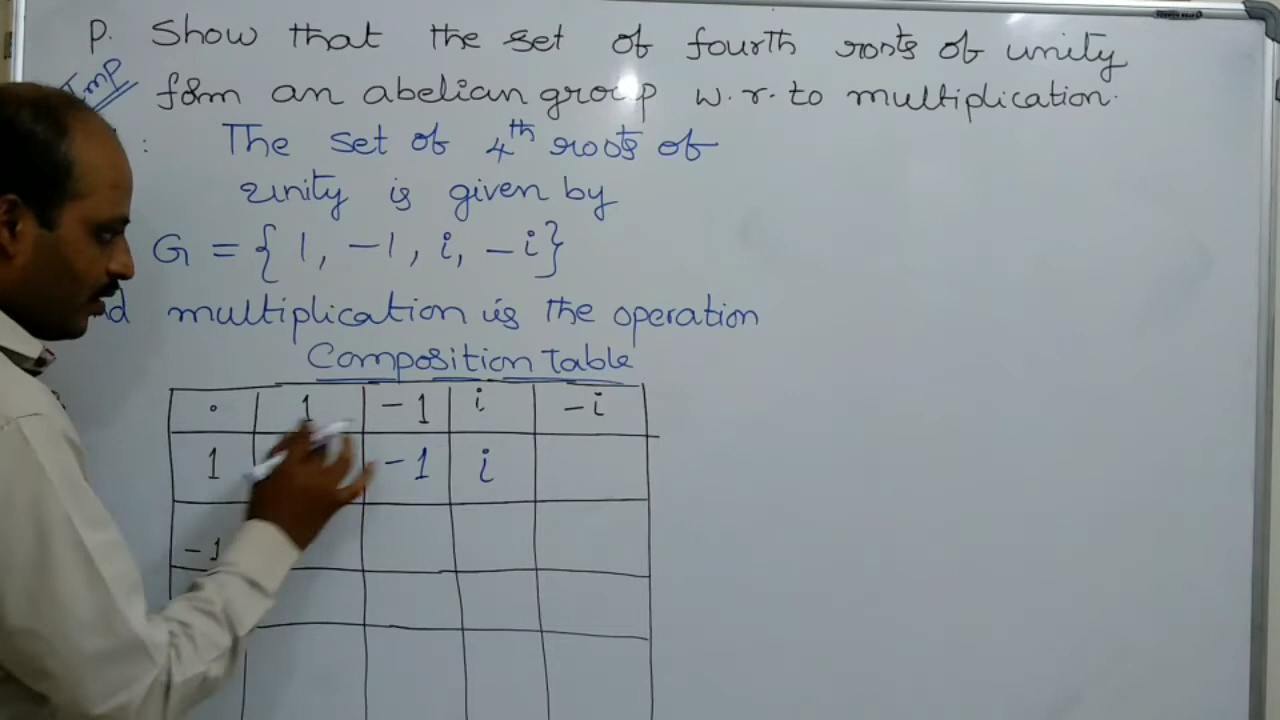 P. Show that the set of fourth roots of unity
Imp form an abelian group w.r.to multiplication.
: The set of 4th roots of
unity is given by
G = { 1, -1, i, -i}
multiplication is the operation
Composition Table
. 1 -1 i -i
1 -1 i
-1